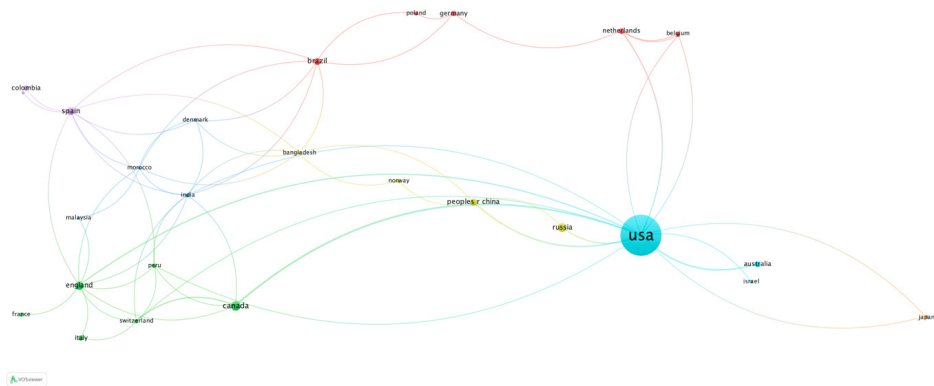 poland
germany
netherlands
belgium
brazil
colombia
spain
denmark
bangladesh
morocco
norway
india
peoples r china
malaysia
russia
usa
peru
australia
israel
england
canada
france
switzerland
japan
italy
VOSviewer